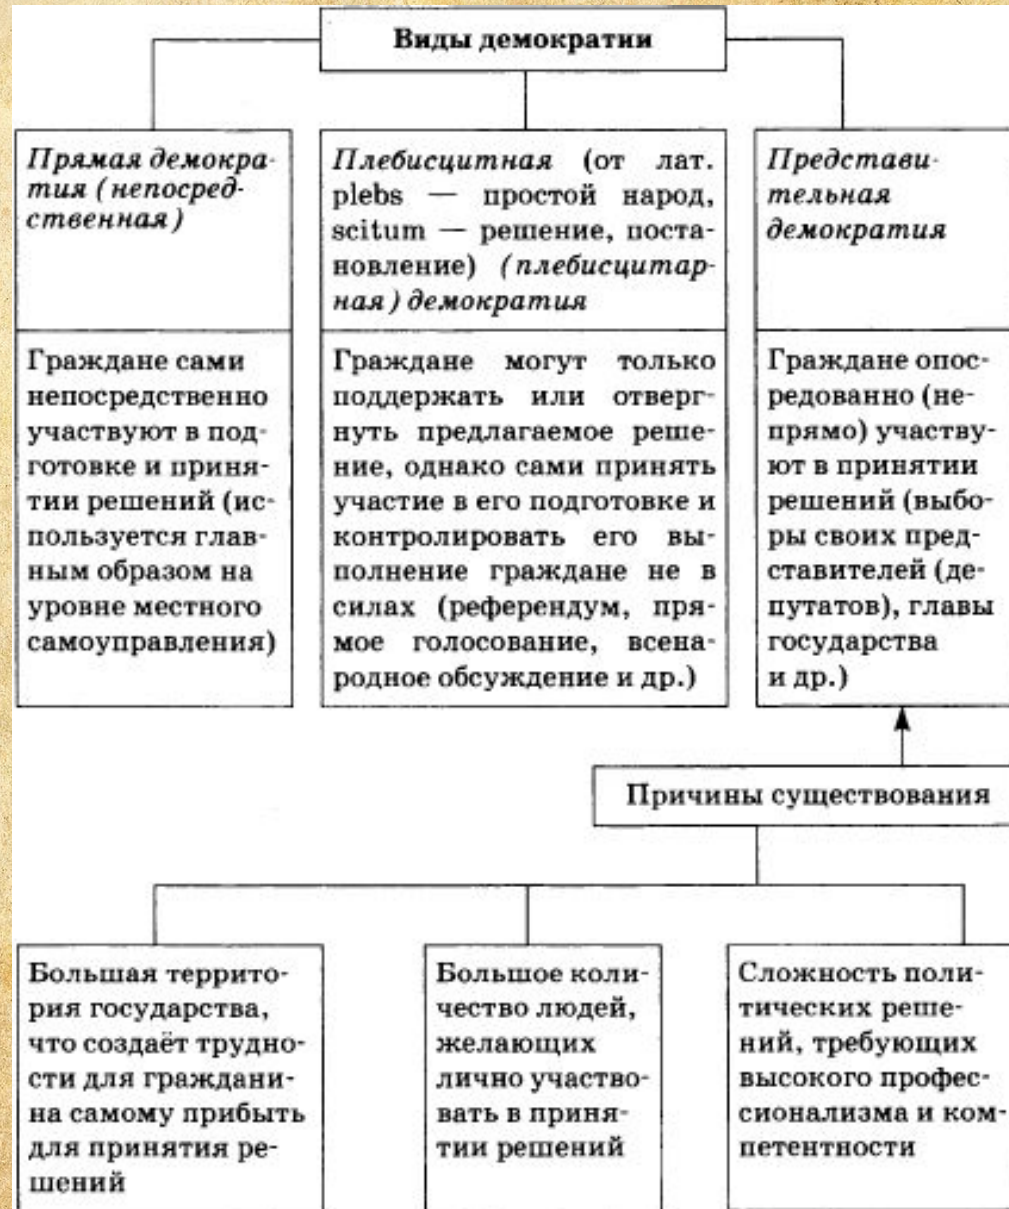 Виды демократии
Прямая демокра-
тия (непосред-
ственная)
Плебисцитная (от лат.
plebs — простой народ,
scitum — решение, поста-
новление) (плебисцитар-
ная) демократия
Представи-
тельная
демократия
Граждане сами
непосредственно
участвуют в под-
готовке и приня-
тии решений (ис-
пользуется глав-
ным образом на
уровне местного
самоуправления)
Граждане могут только
поддержать или отверг-
нуть предлагаемое реше-
ние, однако сами принять
участие в его подготовке и
контролировать его вы-
полнение граждане не в
силах (референдум, пря-
мое голосование, всена-
родное обсуждение и др.)
Граждане опос-
редованно (не-
прямо) участву-
ют в принятии
решений (выбо-
ры своих пред-
ставителей (де-
путатов), главы
государства
и др.)
Причины существования
Большая террито-
рия государства,
что создаёт трудно-
сти для граждани-
на самому прибыть
для принятия ре-
шений
Большое коли-
чество людей,
желающих
лично участво-
вать в приня-
тии решений
Сложность поли-
тических реше-
ний, требующих
высокого профес-
сионализма и ком-
петентности